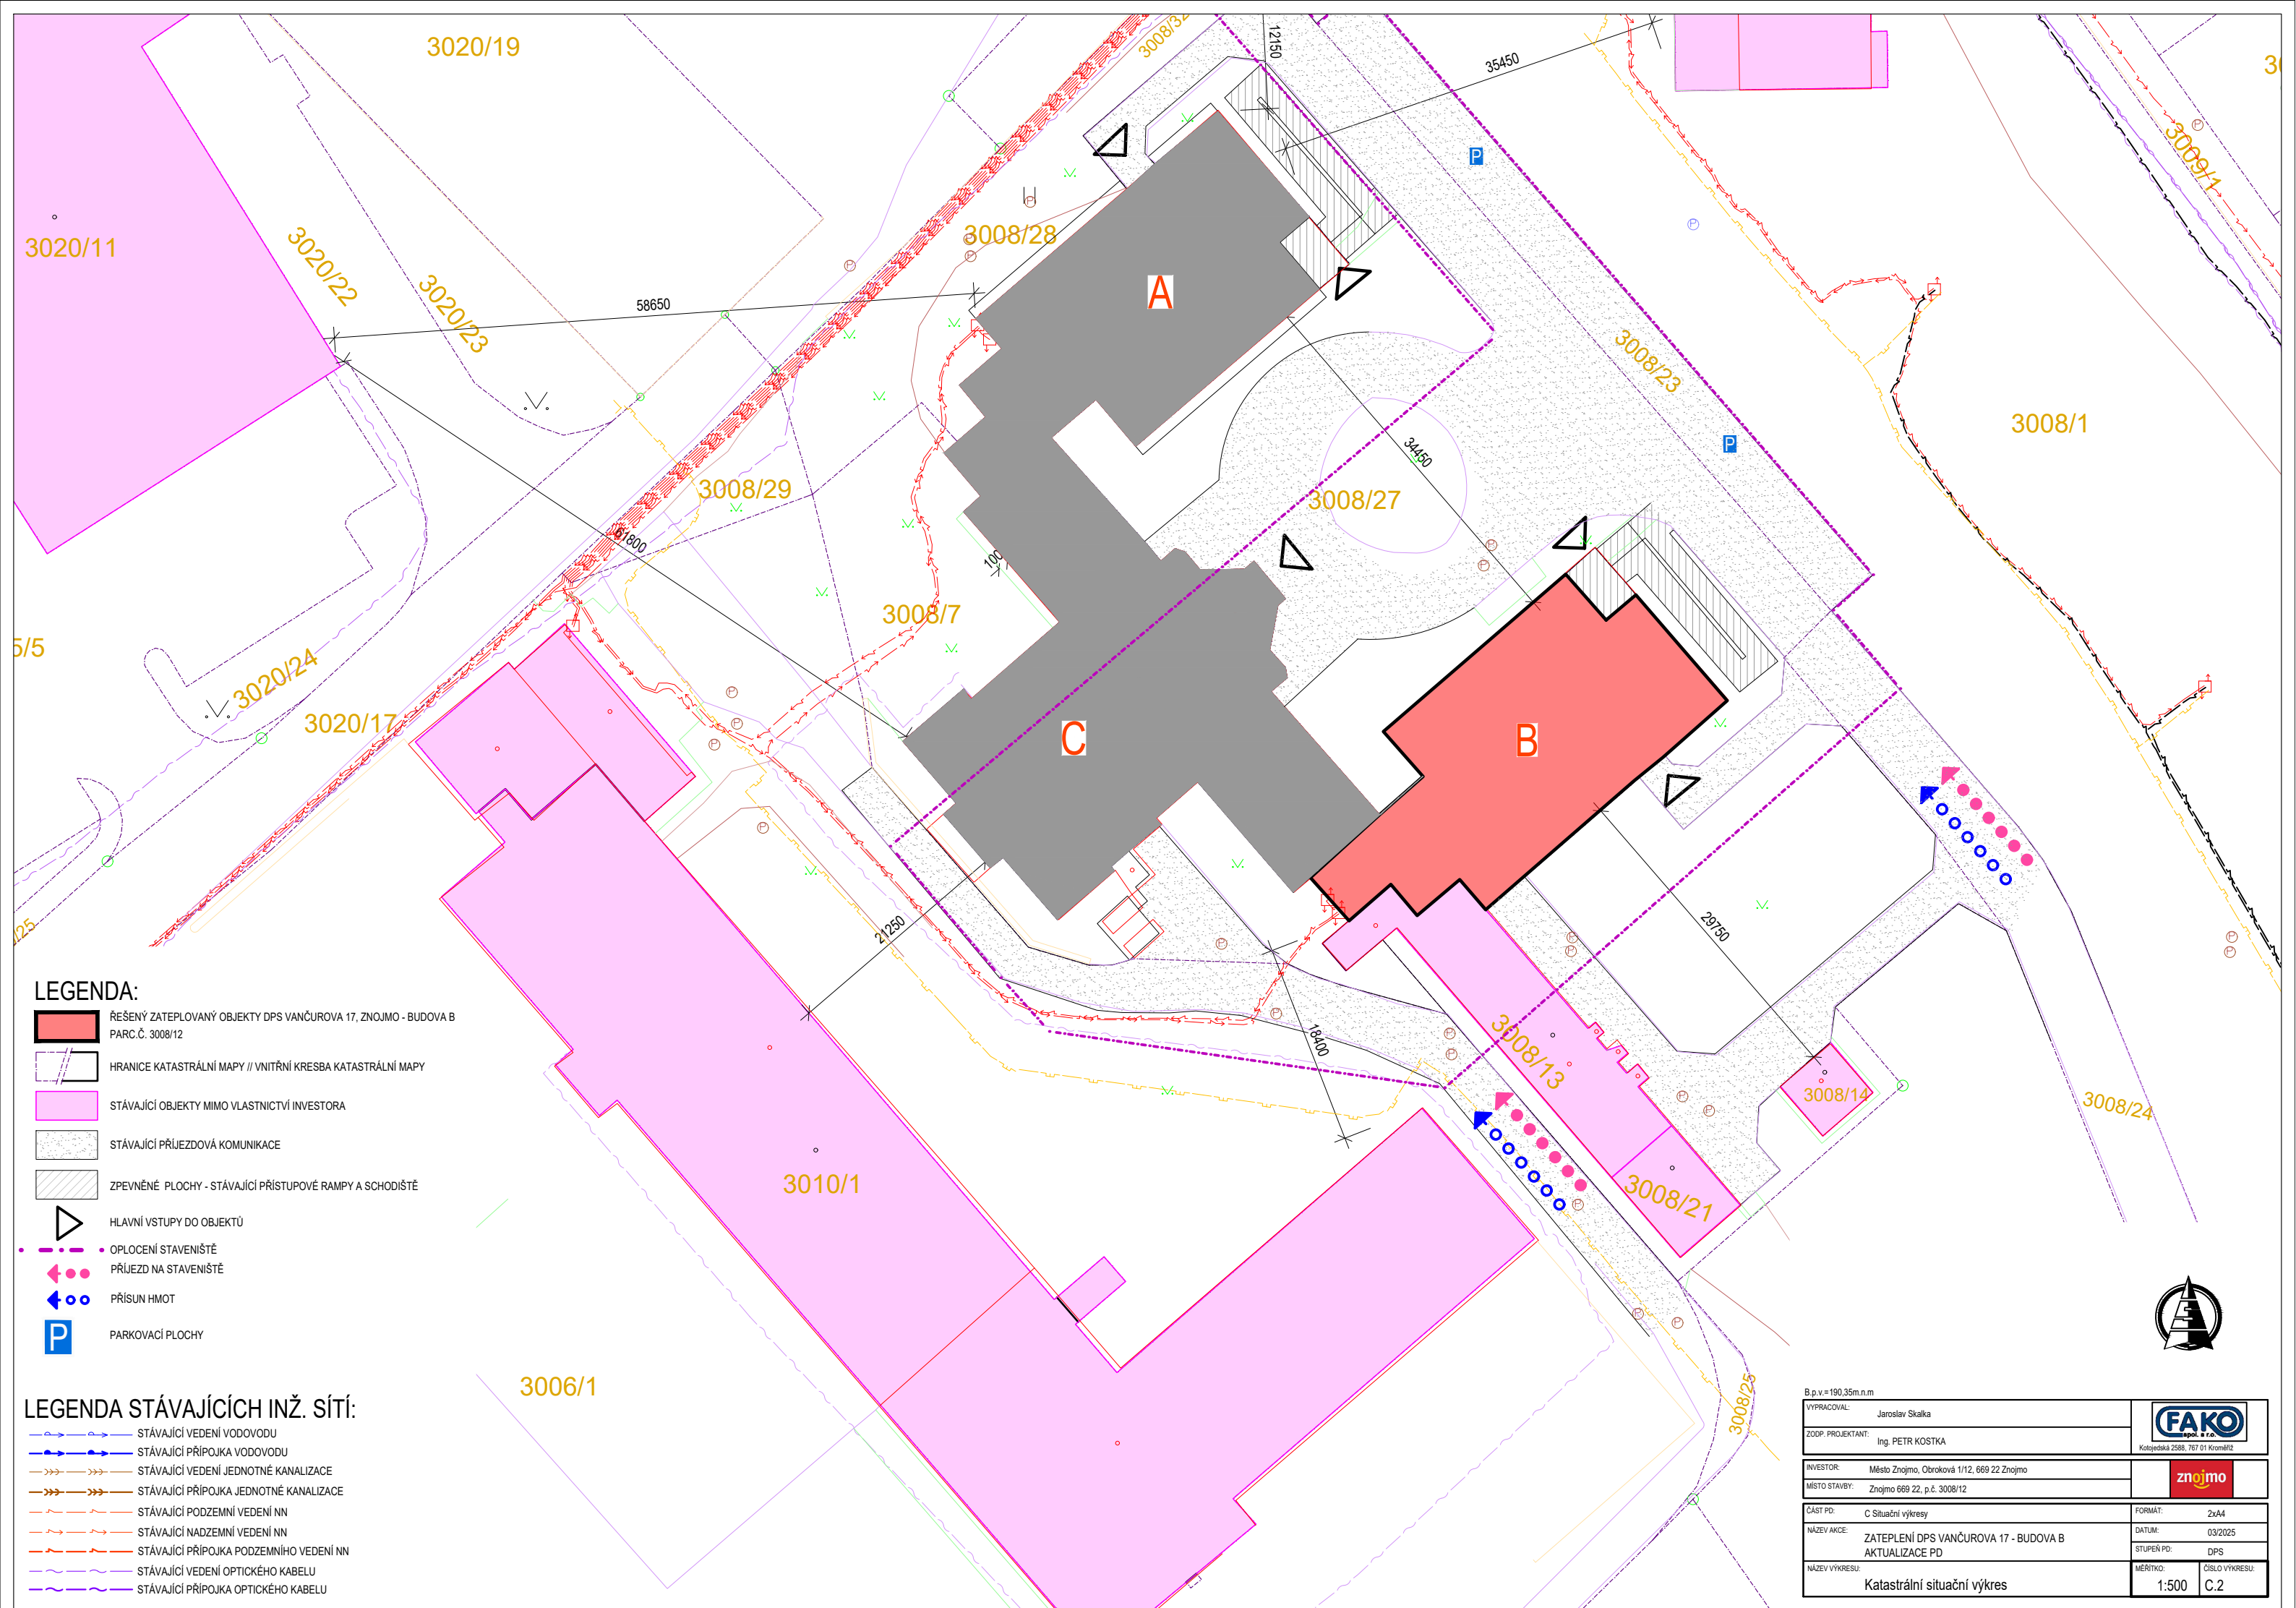 3020/19
3008/32
12150
35450
3009/1
3020/11
3020/22
3020/23
58650
3008/28
A
P
3008/23
3008/1
P
34450
3008/27
3008/29
61800
3008/7
5/5
3020/24
3020/17
C
B
21250
29750
18400
3008/13
3008/14
3008/24
3008/21
3010/1
3006/1
3008/25
LEGENDA:
ŘEŠENÝ ZATEPLOVANÝ OBJEKTY DPS VANČUROVA 17, ZNOJMO - BUDOVA B
PARC.Č. 3008/12
HRANICE KATASTRÁLNÍ MAPY // VNITŘNÍ KRESBA KATASTRÁLNÍ MAPY
STÁVAJÍCÍ OBJEKTY MIMO VLASTNICTVÍ INVESTORA
STÁVAJÍCÍ PŘÍJEZDOVÁ KOMUNIKACE
ZPEVNĚNÉ PLOCHY - STÁVAJÍCÍ PŘÍSTUPOVÉ RAMPY A SCHODIŠTĚ
HLAVNÍ VSTUPY DO OBJEKTŮ
OPLOCENÍ STAVENIŠTĚ
PŘÍJEZD NA STAVENIŠTĚ
PŘÍSUN HMOT
P PARKOVACÍ PLOCHY
LEGENDA STÁVAJÍCÍCH INŽ. SÍTÍ:
STÁVAJÍCÍ VEDENÍ VODOVODU
STÁVAJÍCÍ PŘÍPOJKA VODOVODU
STÁVAJÍCÍ VEDENÍ JEDNOTNÉ KANALIZACE
STÁVAJÍCÍ PŘÍPOJKA JEDNOTNÉ KANALIZACE
STÁVAJÍCÍ PODZEMNÍ VEDENÍ NN
STÁVAJÍCÍ NADZEMNÍ VEDENÍ NN
STÁVAJÍCÍ PŘÍPOJKA PODZEMNÍHO VEDENÍ NN
STÁVAJÍCÍ VEDENÍ OPTICKÉHO KABELU
STÁVAJÍCÍ PŘÍPOJKA OPTICKÉHO KABELU
B.p.v.=190,35m.n.m
VYPRACOVAL: Jaroslav Skalka
ZODP. PROJEKTANT: Ing. PETR KOSTKA
FAKO
spol. s r.o.
Kotojedská 2588, 767 01 Kroměříž
INVESTOR: Město Znojmo, Obroková 1/12, 669 22 Znojmo
MÍSTO STAVBY: Znojmo 669 22, p.č. 3008/12
znojmo
ČÁST PD: C Situační výkresy
FORMÁT: 2xA4
NÁZEV AKCE: ZATEPLENÍ DPS VANČUROVA 17 - BUDOVA B
AKTUALIZACE PD
DATUM: 03/2025
STUPEŇ PD: DPS
NÁZEV VÝKRESU: Katastrální situační výkres
MĚŘÍTKO: 1:500
ČÍSLO VÝKRESU: C.2